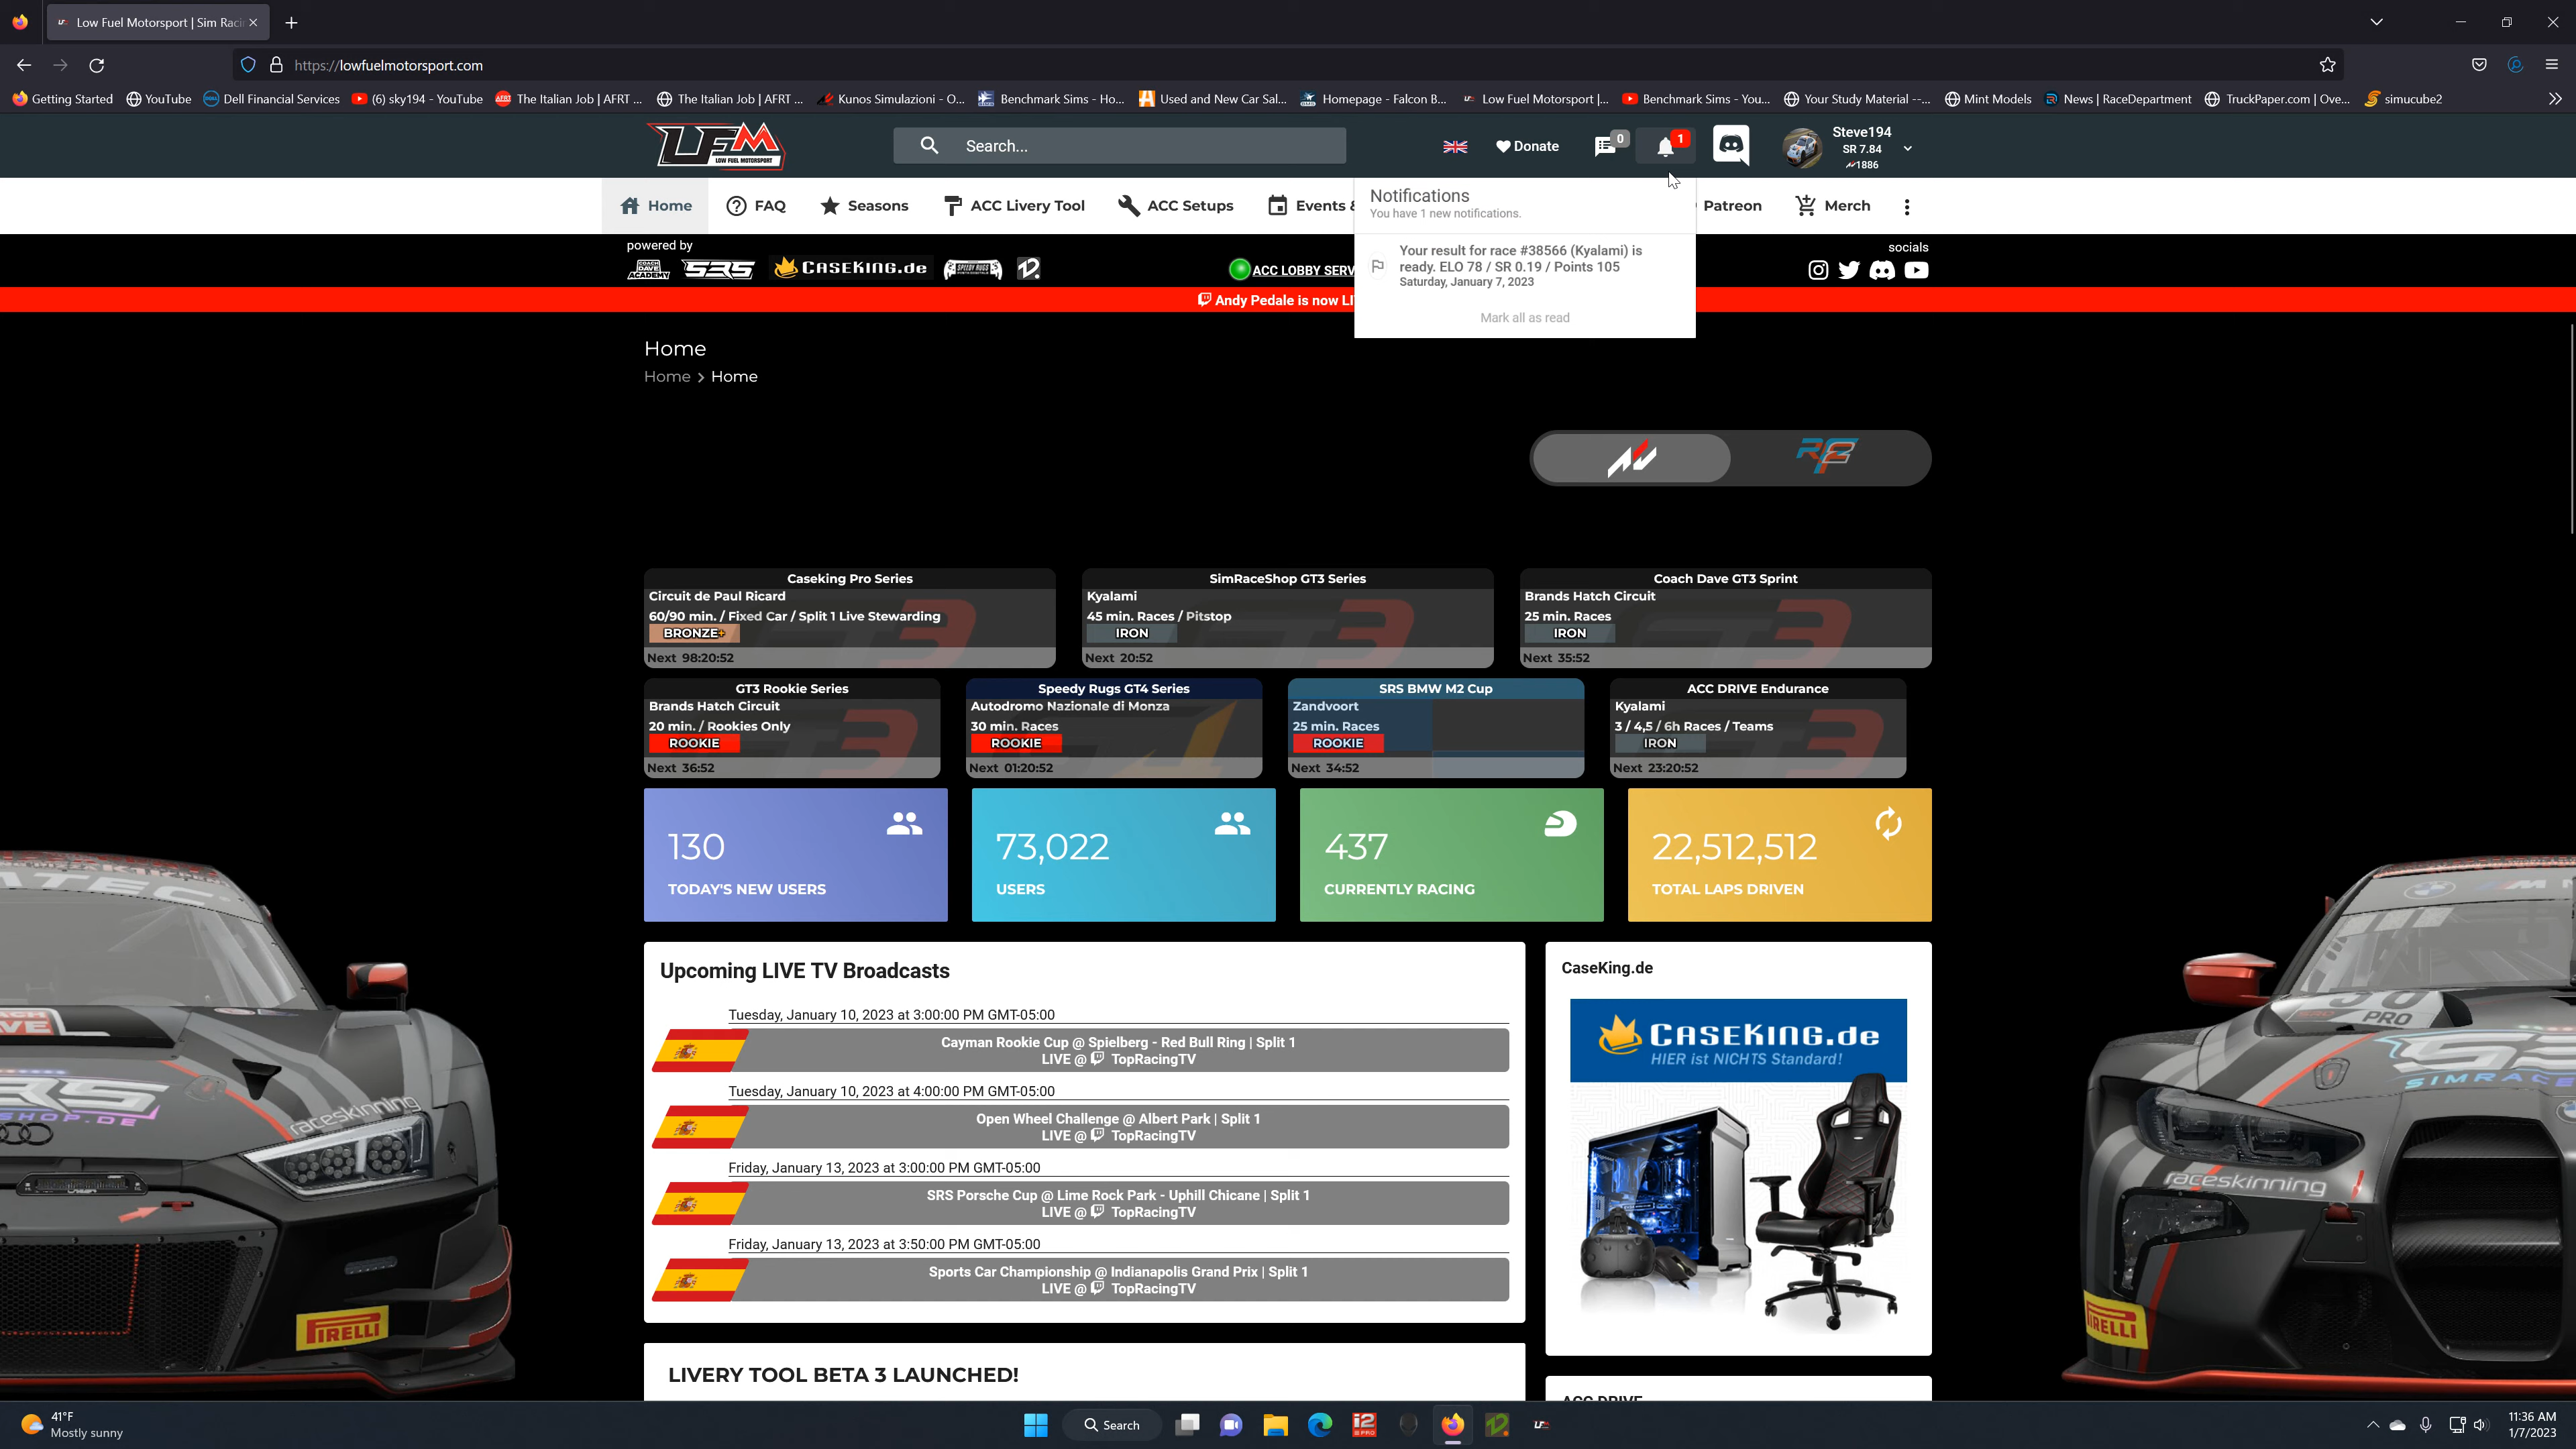 Low Fuel Motorsport | Sim Raci
https://lowfuelmotorsport.com
Getting Started
YouTube
Dell Financial Services
(6) sky194 - YouTube
The Italian Job | AFRT ...
The Italian Job | AFRT ...
Kunos Simulazioni - O...
Benchmark Sims - Ho...
Used and New Car Sal...
Homepage - Falcon B...
Low Fuel Motorsport |...
Benchmark Sims - You...
Your Study Material --...
Mint Models
News | RaceDepartment
TruckPaper.com | Ove...
simucube2
LFM
LOW FUEL MOTORSPORT
Search...
Donate
0
1
Steve194
SR 7.84
1886
Home
FAQ
Seasons
ACC Livery Tool
ACC Setups
Events &
Patreon
Merch
Notifications
You have 1 new notifications.
Your result for race #38566 (Kyalami) is
ready. ELO 78 / SR 0.19 / Points 105
Saturday, January 7, 2023
Mark all as read
powered by
COACH DAVE ACADEMY
SRS
CASEKING.de
SPEEDY RUGS
ACC LOBBY SERV
socials
Andy Pedale is now LI
Home
Home > Home
Caseking Pro Series
Circuit de Paul Ricard
60/90 min. / Fixed Car / Split 1 Live Stewarding
BRONZE+
Next 98:20:52
SimRaceShop GT3 Series
Kyalami
45 min. Races / Pitstop
IRON
Next 20:52
Coach Dave GT3 Sprint
Brands Hatch Circuit
25 min. Races
IRON
Next 35:52
GT3 Rookie Series
Brands Hatch Circuit
20 min. / Rookies Only
ROOKIE
Next 36:52
Speedy Rugs GT4 Series
Autodromo Nazionale di Monza
30 min. Races
ROOKIE
Next 01:20:52
SRS BMW M2 Cup
Zandvoort
25 min. Races
ROOKIE
Next 34:52
ACC DRIVE Endurance
Kyalami
3 / 4,5 / 6h Races / Teams
IRON
Next 23:20:52
130
TODAY'S NEW USERS
73,022
USERS
437
CURRENTLY RACING
22,512,512
TOTAL LAPS DRIVEN
Upcoming LIVE TV Broadcasts
Tuesday, January 10, 2023 at 3:00:00 PM GMT-05:00
Cayman Rookie Cup @ Spielberg - Red Bull Ring | Split 1
LIVE @ TopRacingTV
Tuesday, January 10, 2023 at 4:00:00 PM GMT-05:00
Open Wheel Challenge @ Albert Park | Split 1
LIVE @ TopRacingTV
Friday, January 13, 2023 at 3:00:00 PM GMT-05:00
SRS Porsche Cup @ Lime Rock Park - Uphill Chicane | Split 1
LIVE @ TopRacingTV
Friday, January 13, 2023 at 3:50:00 PM GMT-05:00
Sports Car Championship @ Indianapolis Grand Prix | Split 1
LIVE @ TopRacingTV
CaseKing.de
CASEKING.de
HIER ist NICHTS Standard!
LIVERY TOOL BETA 3 LAUNCHED!
ACC DRIVE
raceskinning
PIRELLI
PRO
raceskinning
PIRELLI
41°F
Mostly sunny
Search
11:36 AM
1/7/2023